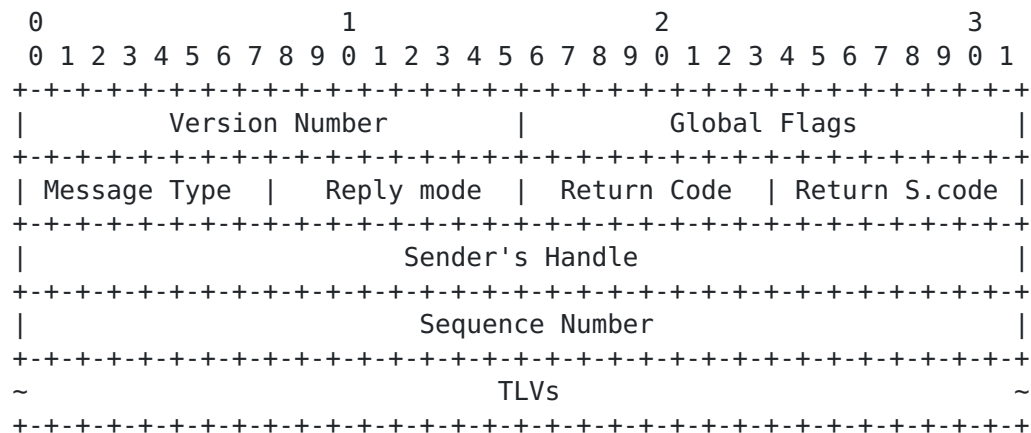 0                   1                   2                   3
 0 1 2 3 4 5 6 7 8 9 0 1 2 3 4 5 6 7 8 9 0 1 2 3 4 5 6 7 8 9 0 1
+-+-+-+-+-+-+-+-+-+-+-+-+-+-+-+-+-+-+-+-+-+-+-+-+-+-+-+-+-+-+-+-+
|         Version Number        |         Global Flags          |
+-+-+-+-+-+-+-+-+-+-+-+-+-+-+-+-+-+-+-+-+-+-+-+-+-+-+-+-+-+-+-+-+
| Message Type  |   Reply mode  |  Return Code  | Return S.code |
+-+-+-+-+-+-+-+-+-+-+-+-+-+-+-+-+-+-+-+-+-+-+-+-+-+-+-+-+-+-+-+-+
|                        Sender's Handle                        |
+-+-+-+-+-+-+-+-+-+-+-+-+-+-+-+-+-+-+-+-+-+-+-+-+-+-+-+-+-+-+-+-+
|                         Sequence Number                       |
+-+-+-+-+-+-+-+-+-+-+-+-+-+-+-+-+-+-+-+-+-+-+-+-+-+-+-+-+-+-+-+-+
~                              TLVs                             ~
+-+-+-+-+-+-+-+-+-+-+-+-+-+-+-+-+-+-+-+-+-+-+-+-+-+-+-+-+-+-+-+-+